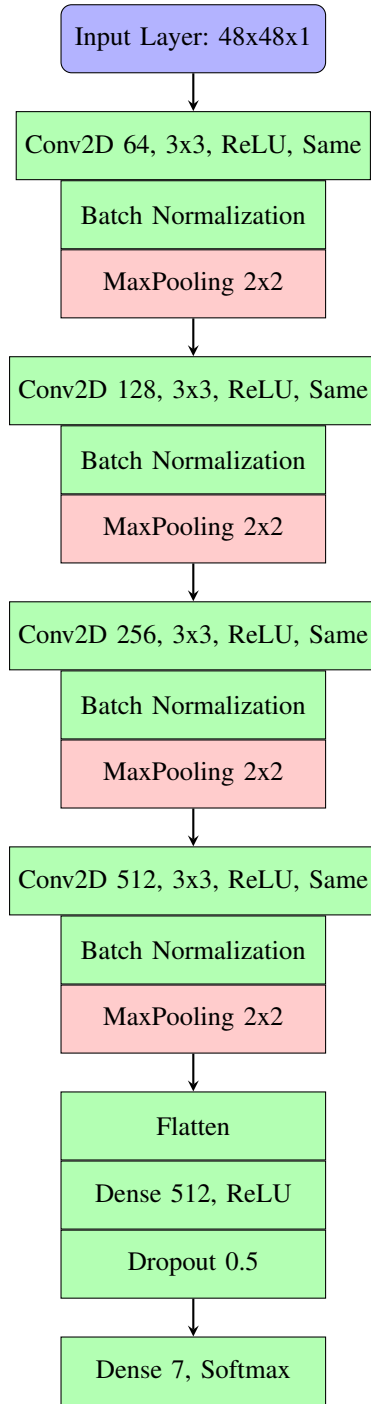 Input Layer: 48x48x1
Conv2D 64, 3x3, ReLU, Same
Batch Normalization
MaxPooling 2x2
Conv2D 128, 3x3, ReLU, Same
Batch Normalization
MaxPooling 2x2
Conv2D 256, 3x3, ReLU, Same
Batch Normalization
MaxPooling 2x2
Conv2D 512, 3x3, ReLU, Same
Batch Normalization
MaxPooling 2x2
Flatten
Dense 512, ReLU
Dropout 0.5
Dense 7, Softmax